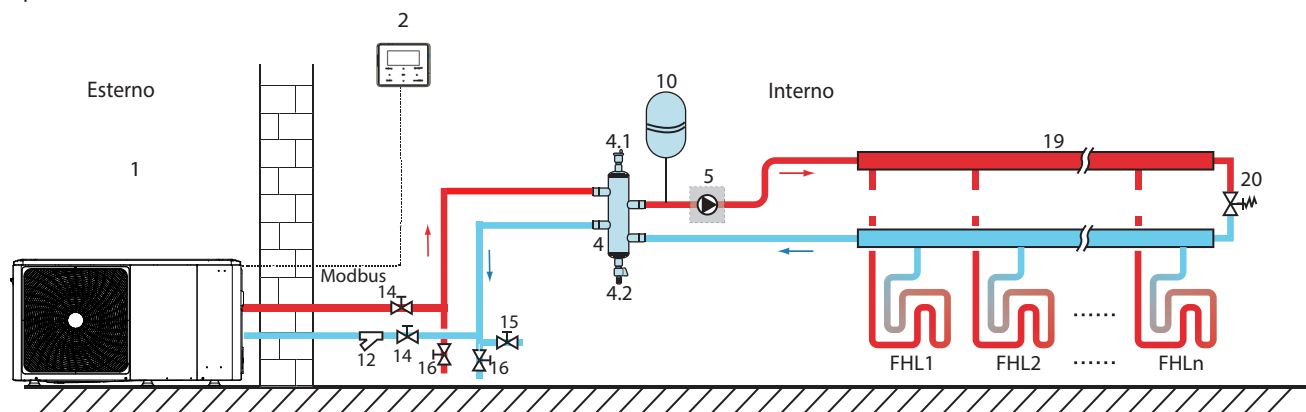 2
10
Esterno
Interno
1
4.1
19
5
20
4
4.2
Modbus
14
15
12
14
16
16
FHL1
FHL2
......
......
FHLn